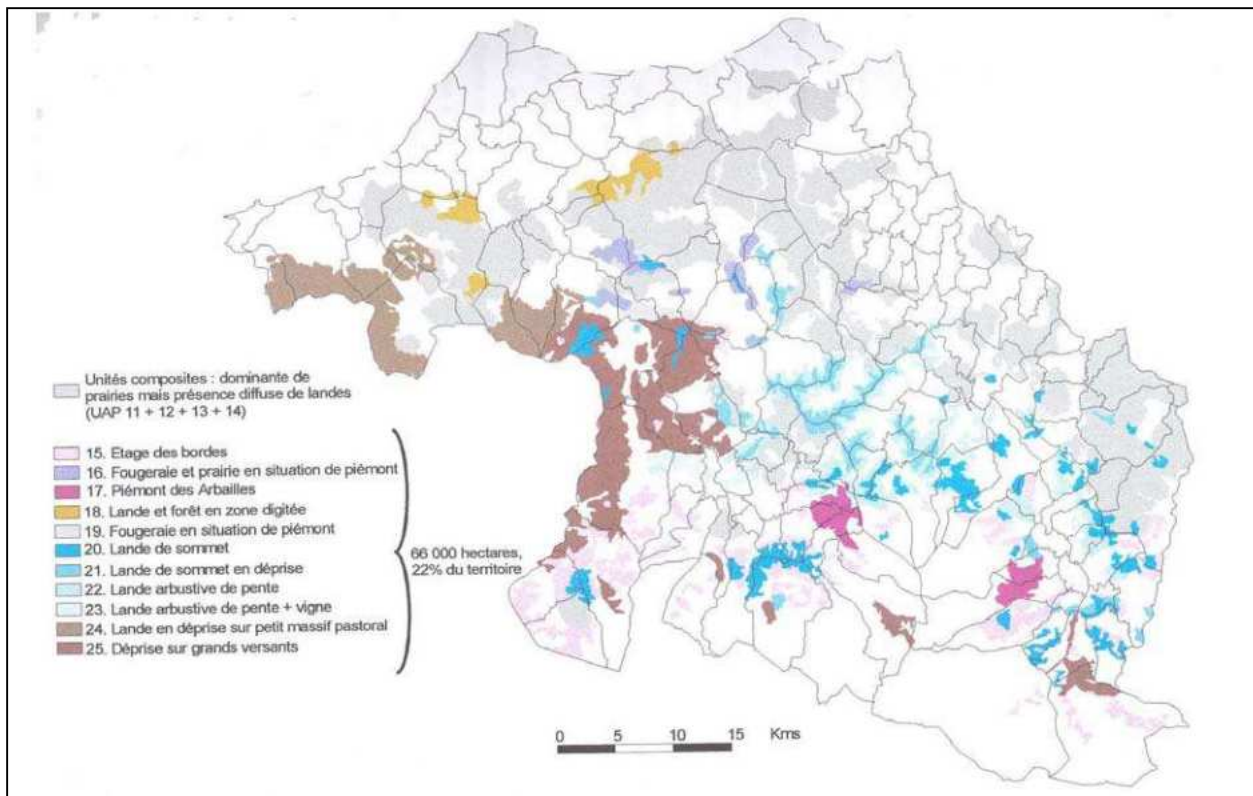 Unités composites : dominante de
prairies mais présence diffuse de landes
(UAP 11 + 12 + 13 + 14)
15. Etage des bordes
16. Fougeraie et prairie en situation de piémont
17. Piémont des Arbailles
18. Lande et forêt en zone digitée
19. Fougeraie en situation de piémont
20. Lande de sommet
21. Lande de sommet en déprise
22. Lande arbustive de pente
23. Lande arbustive de pente + vigne
24. Lande en déprise sur petit massif pastoral
25. Déprise sur grands versants
66 000 hectares,
22% du territoire
0 5 10 15 Kms